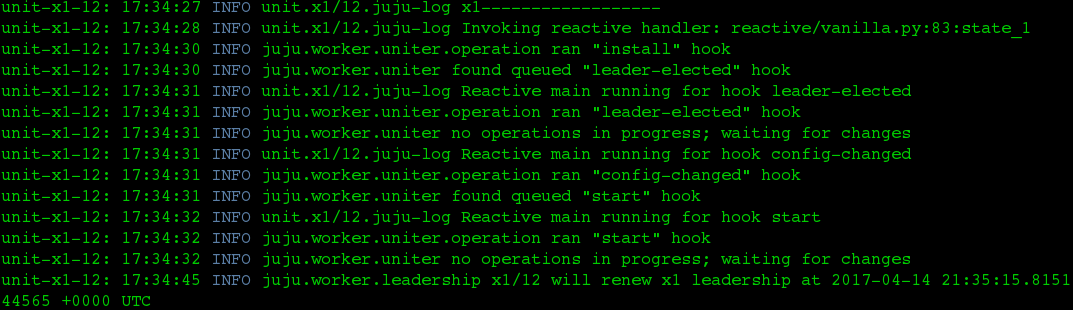 unit-x1-12: 17:34:27 INFO unit.x1/12.juju-log x1------------------
unit-x1-12: 17:34:28 INFO unit.x1/12.juju-log Invoking reactive handler: reactive/vanilla.py:83:state_1
unit-x1-12: 17:34:30 INFO juju.worker.uniter.operation ran "install" hook
unit-x1-12: 17:34:30 INFO juju.worker.uniter found queued "leader-elected" hook
unit-x1-12: 17:34:31 INFO unit.x1/12.juju-log Reactive main running for hook leader-elected
unit-x1-12: 17:34:31 INFO juju.worker.uniter.operation ran "leader-elected" hook
unit-x1-12: 17:34:31 INFO juju.worker.uniter no operations in progress; waiting for changes
unit-x1-12: 17:34:31 INFO unit.x1/12.juju-log Reactive main running for hook config-changed
unit-x1-12: 17:34:31 INFO juju.worker.uniter.operation ran "config-changed" hook
unit-x1-12: 17:34:31 INFO juju.worker.uniter found queued "start" hook
unit-x1-12: 17:34:32 INFO unit.x1/12.juju-log Reactive main running for hook start
unit-x1-12: 17:34:32 INFO juju.worker.uniter.operation ran "start" hook
unit-x1-12: 17:34:32 INFO juju.worker.uniter no operations in progress; waiting for changes
unit-x1-12: 17:34:45 INFO juju.worker.leadership x1/12 will renew x1 leadership at 2017-04-14 21:35:15.8151
44565 +0000 UTC